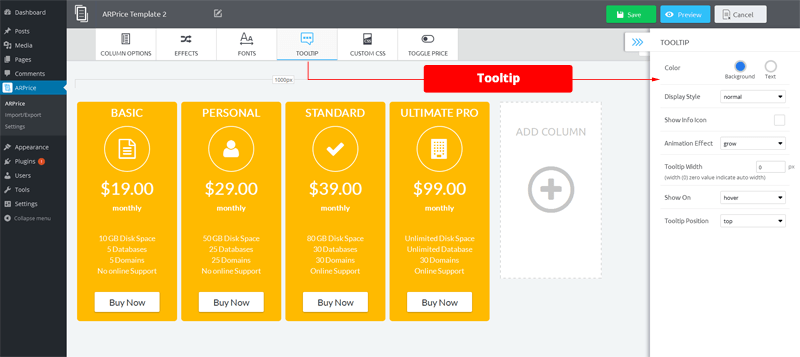 Dashboard
Posts
Media
Pages
Comments
ARPrice
ARPrice
Import/Export
Settings
Appearance
Plugins
Users
Tools
Settings
Collapse menu
ARPrice Template 2
Save
Preview
Cancel
COLUMN OPTIONS
EFFECTS
FONTS
TOOLTIP
CUSTOM CSS
TOGGLE PRICE
1000px
Tooltip
BASIC
$19.00
monthly
10 GB Disk Space
5 Databases
5 Domains
No online Support
Buy Now
PERSONAL
$29.00
monthly
50 GB Disk Space
25 Databases
25 Domains
No online Support
Buy Now
STANDARD
$39.00
monthly
80 GB Disk Space
30 Databases
30 Domains
Online Support
Buy Now
ULTIMATE PRO
$99.00
monthly
Unlimited Disk Space
Unlimited Database
30 Domains
Online Support
Buy Now
ADD COLUMN
TOOLTIP
Color
Background
Text
Display Style normal
Show Info Icon
Animation Effect grow
Tooltip Width 0 px
(width (0) zero value indicate auto width)
Show On hover
Tooltip Position top